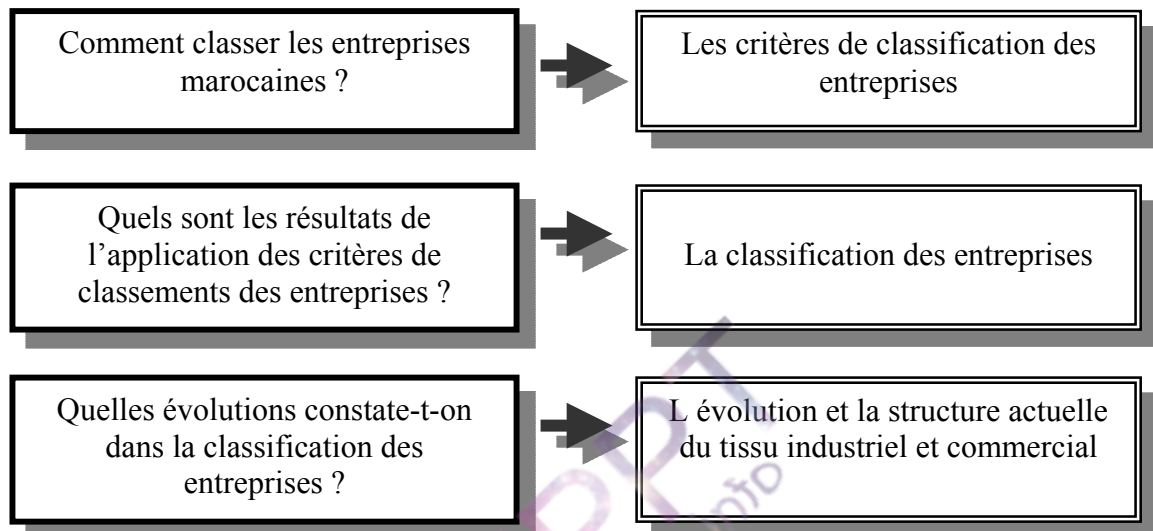 Comment classer les entreprises
marocaines ?
Les critères de classification des
entreprises
Quels sont les résultats de
l’application des critères de
classements des entreprises ?
La classification des entreprises
Quelles évolutions constate-t-on
dans la classification des
entreprises ?
L évolution et la structure actuelle
du tissu industriel et commercial
PPT